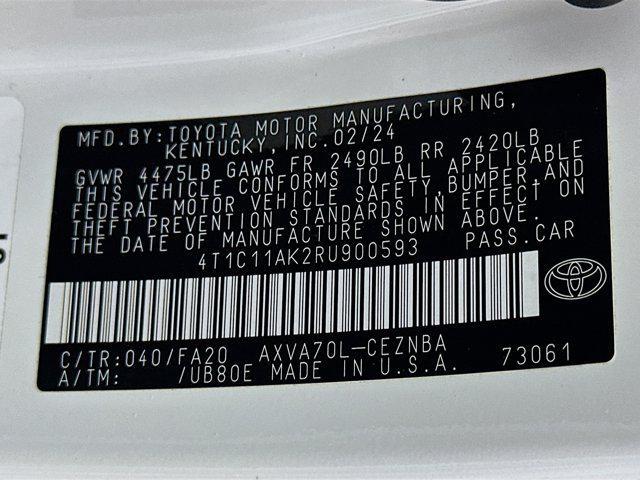 MFD.BY:TOYOTA MOTOR MANUFACTURING,
KENTUCKY,INC.02/24
GVWR 4475LB GAWR FR 2490LB RR 2420LB
THIS VEHICLE CONFORMS TO ALL APPLICABLE
FEDERAL MOTOR VEHICLE SAFETY,BUMPER,AND
THEFT PREVENTION STANDARDS IN EFFECT ON
THE DATE OF MANUFACTURE SHOWN ABOVE.
4T1C11AK2RU900593 PASS.CAR
C/TR:040/FA20 AXVA70L-CEZNBA
A/TM: /UB80E MADE IN U.S.A. 73061